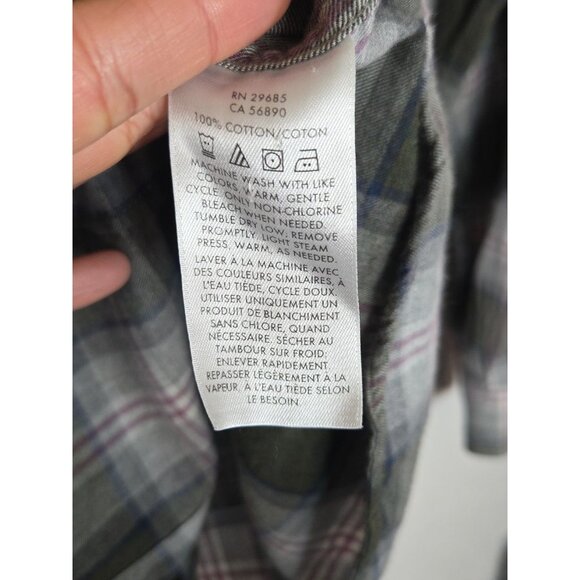 RN 29685
CA 56890
100% COTTON/COTON
MACHINE WASH WITH LIKE
COLORS, WARM, GENTLE
CYCLE. ONLY NON-CHLORINE
BLEACH WHEN NEEDED.
TUMBLE DRY LOW. REMOVE
PROMPTLY. LIGHT STEAM
PRESS, WARM, AS NEEDED.
LAVER À LA MACHINE AVEC
DES COULEURS SIMILAIRES, À
L'EAU TIÈDE, CYCLE DOUX.
UTILISER UNIQUEMENT UN
PRODUIT DE BLANCHIMENT
SANS CHLORE, QUAND
NÉCESSAIRE. SÉCHER AU
TAMBOUR SUR FROID;
ENLEVER RAPIDEMENT.
REPASSER LÉGÈREMENT À LA
VAPEUR, À L'EAU TIÈDE SELON
LE BESOIN.